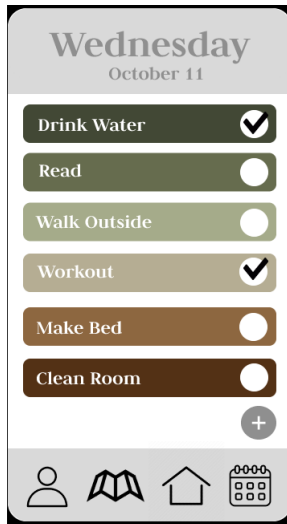 Wednesday
October 11
Drink Water
Read
Walk Outside
Workout
Make Bed
Clean Room
+